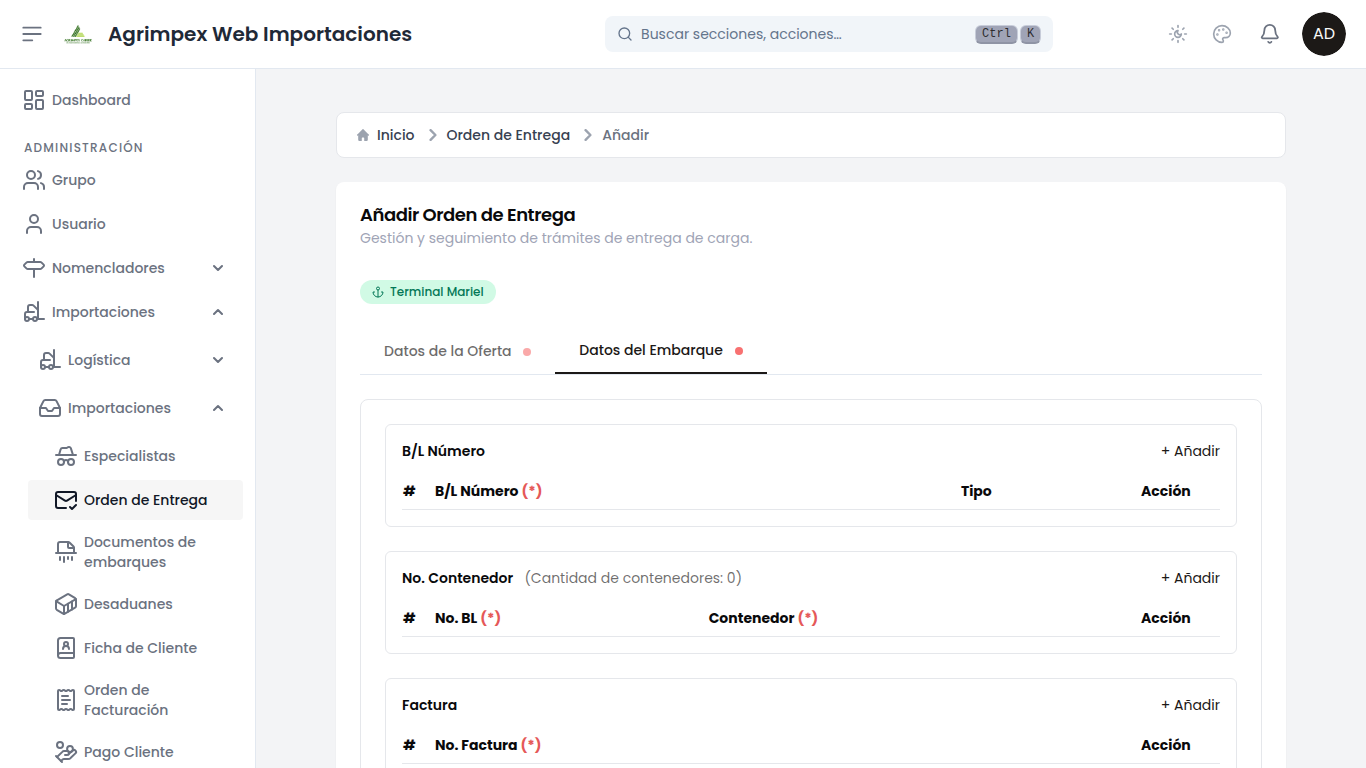 Agrimpex Web Importaciones
Buscar secciones, acciones...
Ctrl K
AD
Dashboard
ADMINISTRACIÓN
Grupo
Usuario
Nomencladores
Importaciones
Logística
Importaciones
Especialistas
Orden de Entrega
Documentos de
embarques
Desaduanes
Ficha de Cliente
Orden de
Facturación
Pago Cliente
Inicio
Orden de Entrega
Añadir
Añadir Orden de Entrega
Gestión y seguimiento de trámites de entrega de carga.
Terminal Mariel
Datos de la Oferta
Datos del Embarque
B/L Número
+ Añadir
# B/L Número (*) Tipo Acción
No. Contenedor (Cantidad de contenedores: 0)
+ Añadir
# No. BL (*) Contenedor (*) Acción
Factura
+ Añadir
# No. Factura (*) Acción